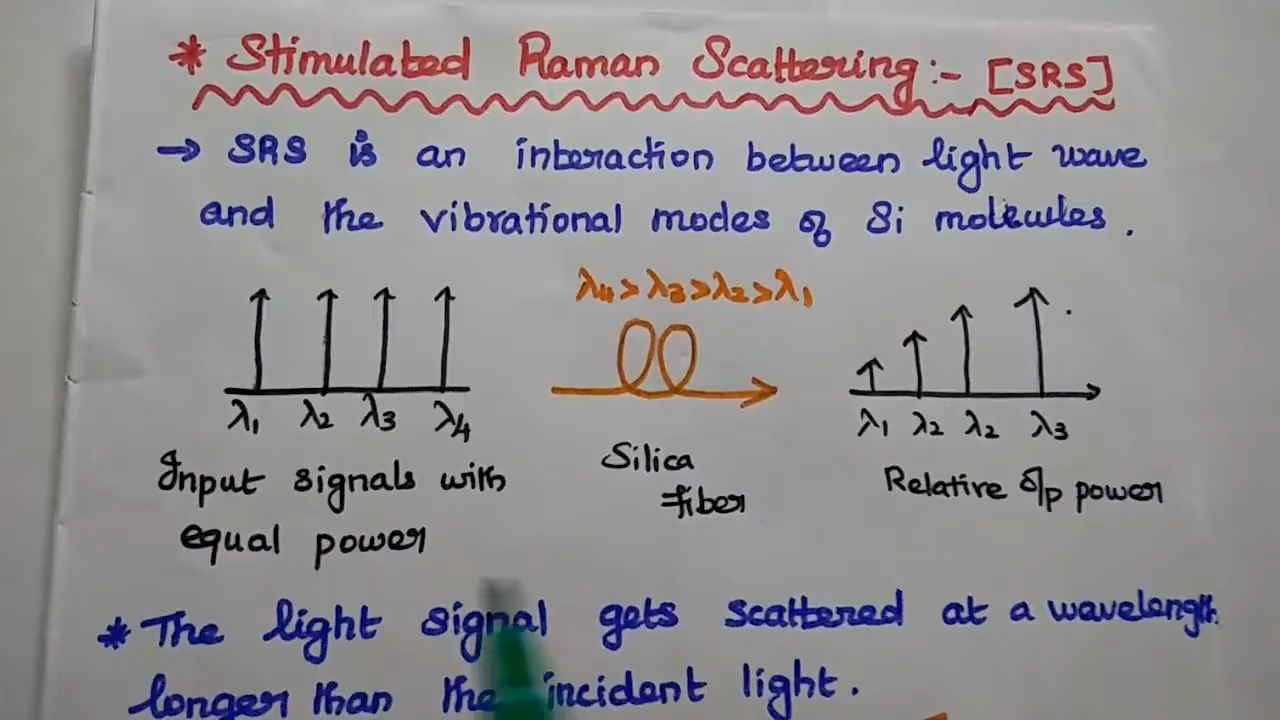 * Stimulated Raman Scattering:- [SRS]
→ SRS is an interaction between light wave
and the vibrational modes of Si molecules.
λ4>λ3>λ2>λ1
λ1 λ2 λ3 λ4
λ1 λ2 λ2 λ3
Input signals with
equal power
Silica
fiber
Relative o/p power
* The light signal gets scattered at a wavelength
longer than the incident light.